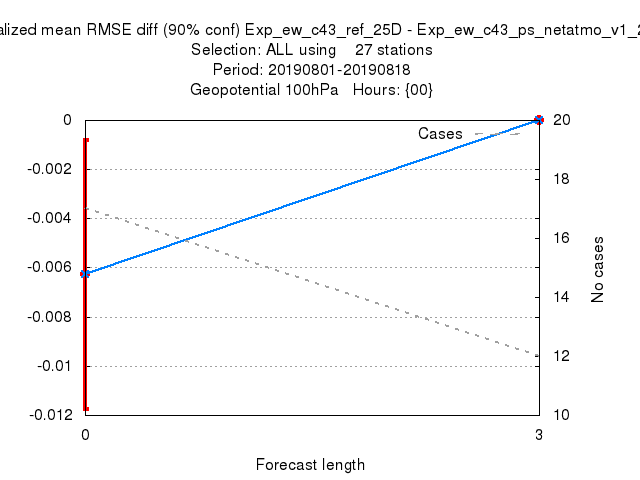 alized mean RMSE diff (90% conf) Exp_ew_c43_ref_25D - Exp_ew_c43_ps_netatmo_v1_2
Selection: ALL using 27 stations
Period: 20190801-20190818
Geopotential 100hPa Hours: {00}
0
-0.002
-0.004
-0.006
-0.008
-0.01
-0.012
Cases
20
18
16
14
12
10
No cases
0
3
Forecast length